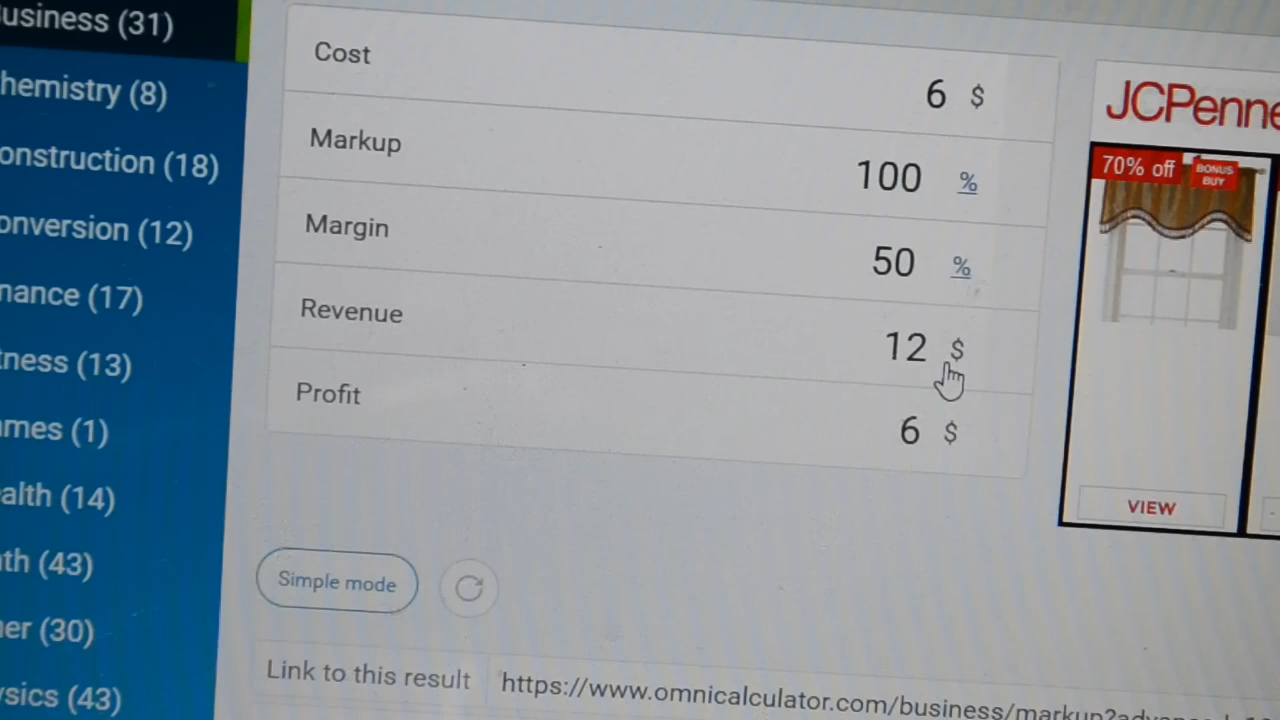 usiness (31)
hemistry (8)
onstruction (18)
onversion (12)
nance (17)
tness (13)
mes (1)
alth (14)
th (43)
er (30)
sics (43)
Cost 6 $
Markup 100 %
Margin 50 %
Revenue 12 $
Profit 6 $
Simple mode
Link to this result https://www.omnicalculator.com/business/markup?advanced
JCPenne
70% off
BONUS
BUY
VIEW